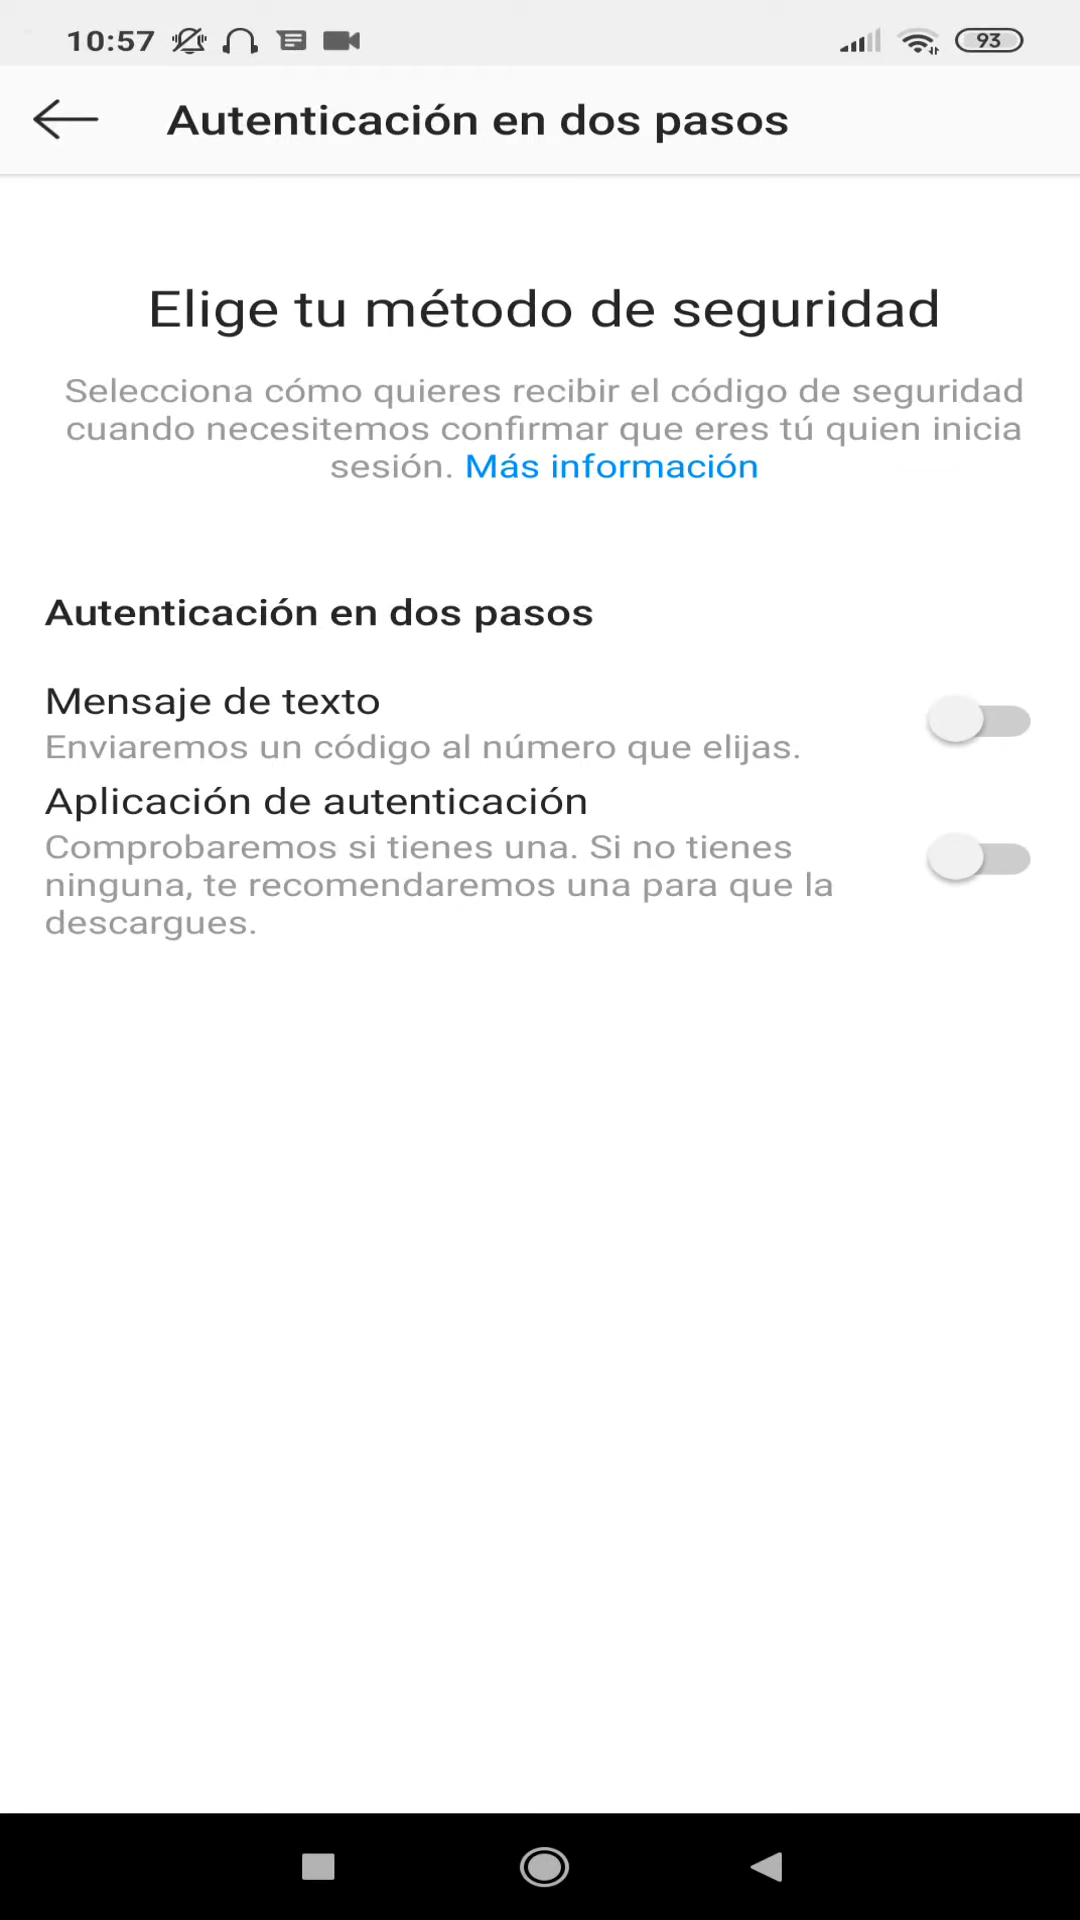 10:57
93
Autenticación en dos pasos
Elige tu método de seguridad
Selecciona cómo quieres recibir el código de seguridad
cuando necesitemos confirmar que eres tú quien inicia
sesión. Más información
Autenticación en dos pasos
Mensaje de texto
Enviaremos un código al número que elijas.
Aplicación de autenticación
Comprobaremos si tienes una. Si no tienes
ninguna, te recomendaremos una para que la
descargues.